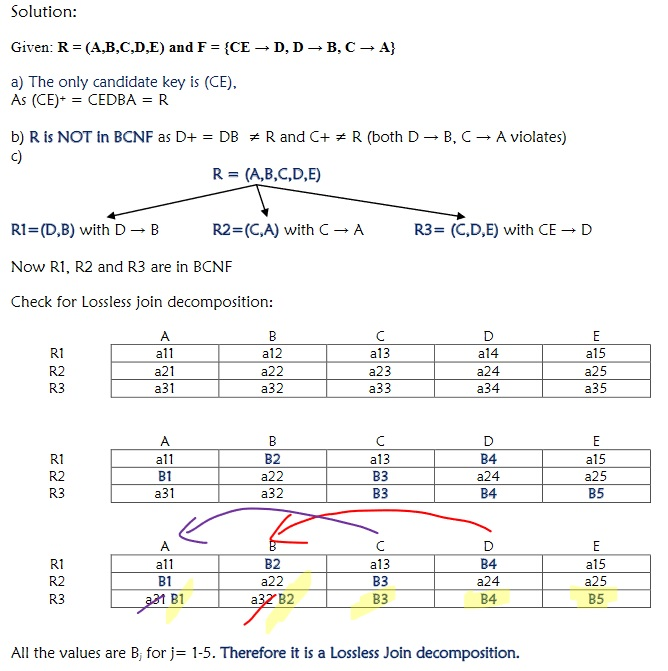 Solution:
Given: R = (A,B,C,D,E) and F = {CE → D, D → B, C → A}
a) The only candidate key is (CE),
As (CE)+ = CEDBA = R
b) R is NOT in BCNF as D+ = DB ≠ R and C+ ≠ R (both D → B, C → A violates)
c)
R = (A,B,C,D,E)
R1=(D,B) with D → B R2=(C,A) with C → A R3= (C,D,E) with CE → D
Now R1, R2 and R3 are in BCNF
Check for Lossless join decomposition:
A B C D E
R1 a11 a12 a13 a14 a15
R2 a21 a22 a23 a24 a25
R3 a31 a32 a33 a34 a35
A B C D E
R1 a11 B2 a13 B4 a15
R2 B1 a22 B3 a24 a25
R3 a31 a32 B3 B4 B5
A B C D E
R1 a11 B2 a13 B4 a15
R2 B1 a22 B3 a24 a25
R3 a31 B1 a32 B2 B3 B4 B5
All the values are Bj for j= 1-5. Therefore it is a Lossless Join decomposition.